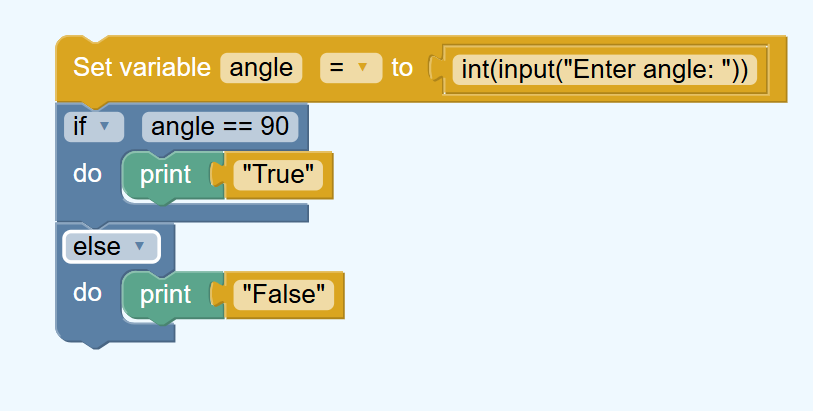 Set variable angle = to int(input("Enter angle: "))
if angle == 90
do print "True"
else
do print "False"